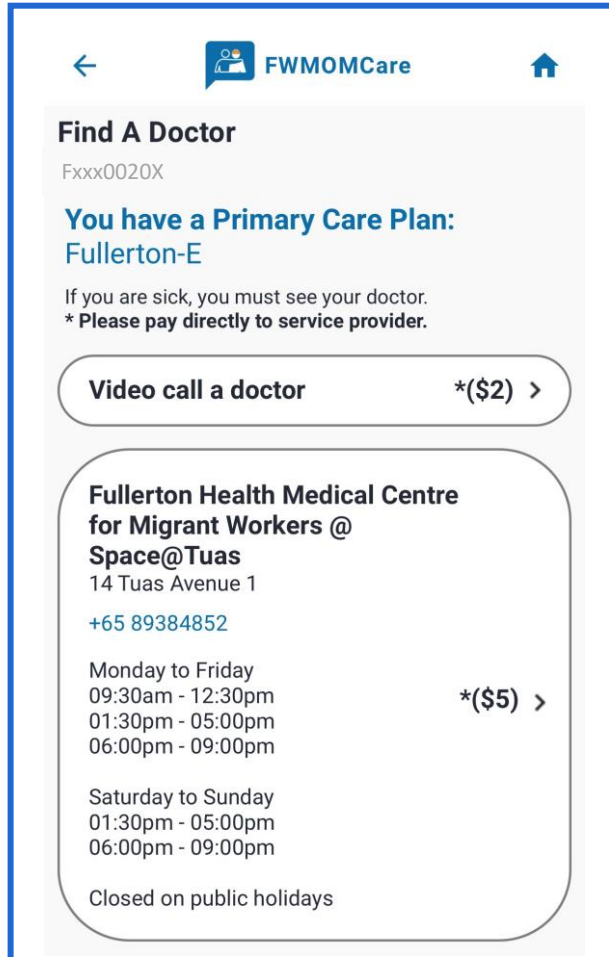 FWMOMCare
Find A Doctor
Fxxx0020X
You have a Primary Care Plan:
Fullerton-E
If you are sick, you must see your doctor.
* Please pay directly to service provider.
Video call a doctor *($2)
Fullerton Health Medical Centre
for Migrant Workers @
Space@Tuas
14 Tuas Avenue 1
+65 89384852
Monday to Friday
09:30am - 12:30pm
*($5)
01:30pm - 05:00pm
06:00pm - 09:00pm
Saturday to Sunday
01:30pm - 05:00pm
06:00pm - 09:00pm
Closed on public holidays